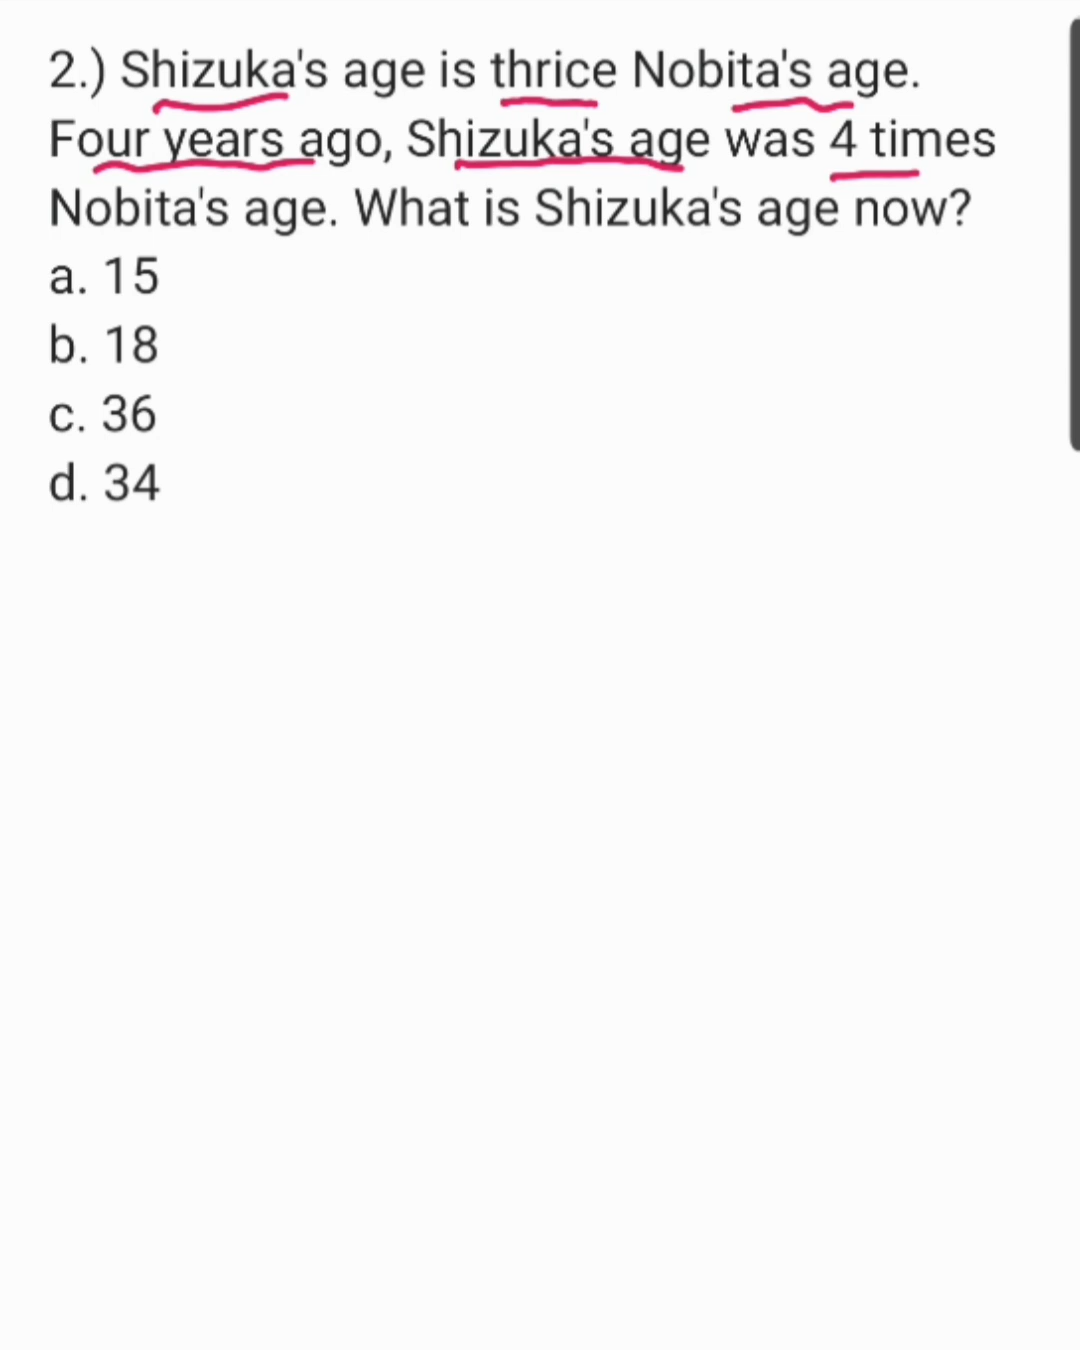 2.) Shizuka's age is thrice Nobita's age.
Four years ago, Shizuka's age was 4 times
Nobita's age. What is Shizuka's age now?
a. 15
b. 18
c. 36
d. 34